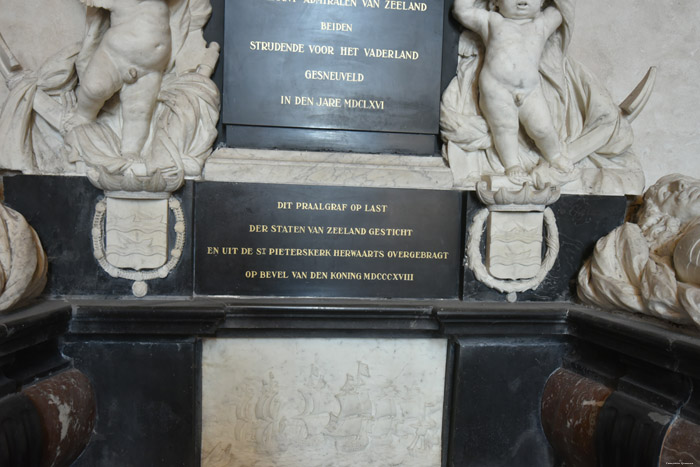 ADMIRALEN VAN ZEELAND
BEIDEN
STRUDENDE VOOR HET VADERLAND
GESNEUVELD
IN DEN JARE MDCLXVI
DIT PRAALGRAF OP LAST
DER STATEN VAN ZEELAND GESTICHT
EN UIT DE ST PIETERSKERK HERWAARTS OVERGEBRAGT
OP BEVEL VAN DEN KONING MDCCCXVIII